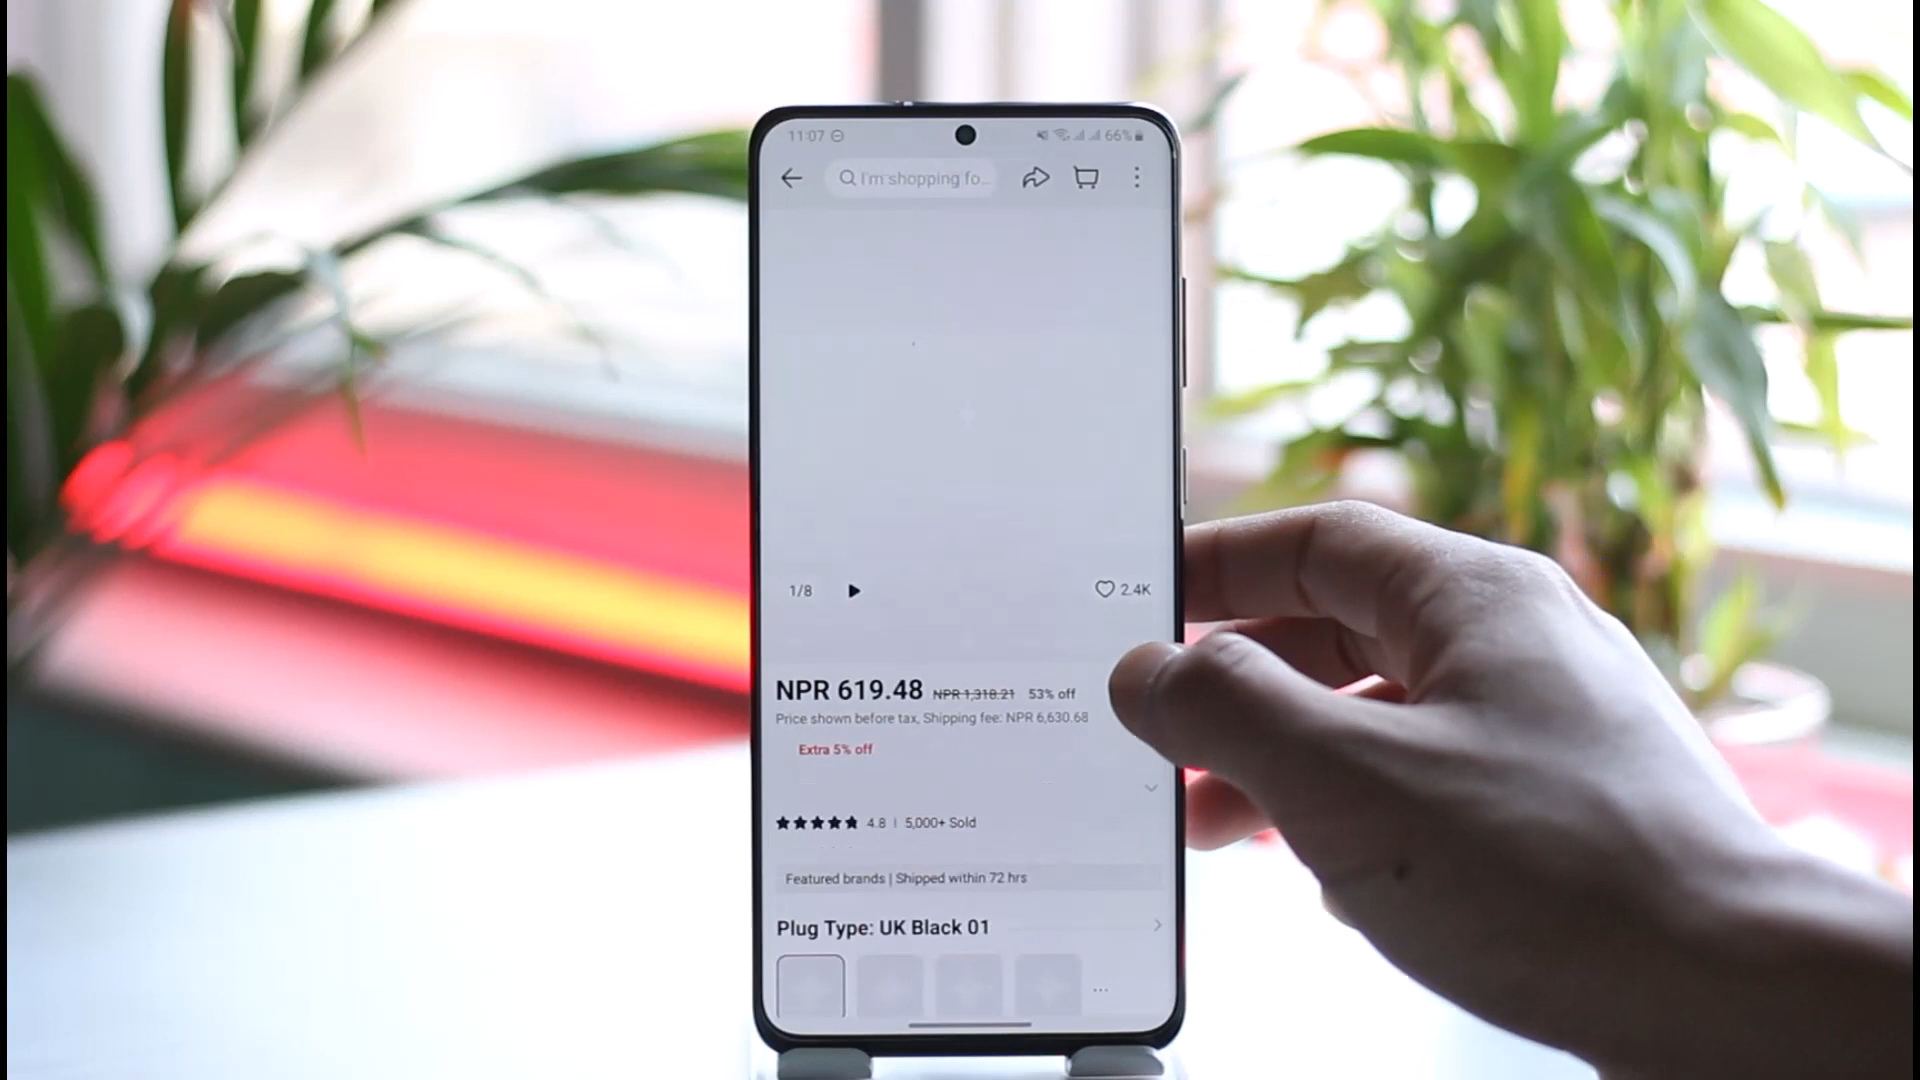 11:07 66%
I'm shopping fo...
1/8 2.4K
NPR 619.48 NPR 1,318.21 53% off
Price shown before tax, Shipping fee: NPR 6,630.68
Extra 5% off
4.8 | 5,000+ Sold
Featured brands | Shipped within 72 hrs
Plug Type: UK Black 01
...